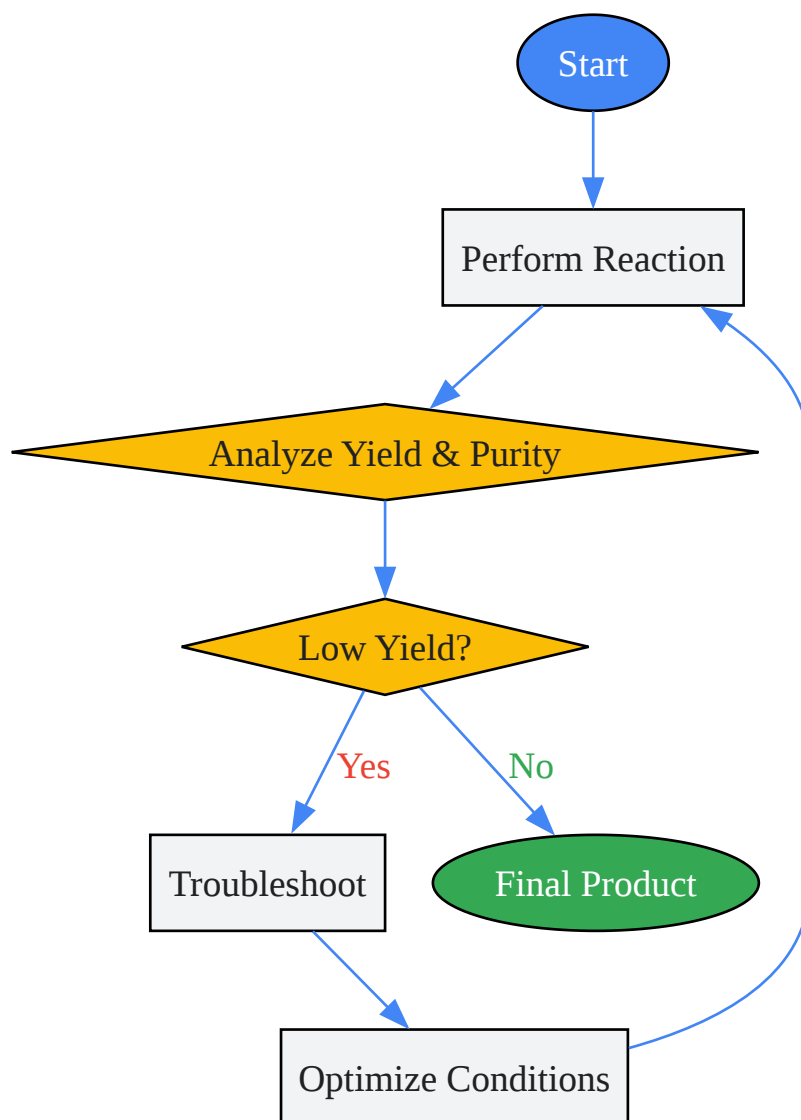 Start
Perform Reaction
Analyze Yield & Purity
Low Yield?
Yes
No
Troubleshoot
Final Product
Optimize Conditions